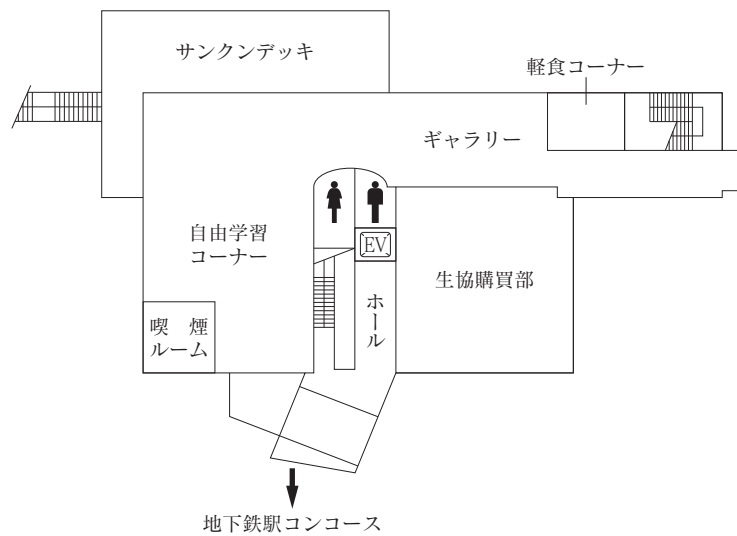 サンクンデッキ
軽食コーナー
ギャラリー
自由学習
コーナー
EV
生協購買部
ホール
喫煙
ルーム
地下鉄駅コンコース